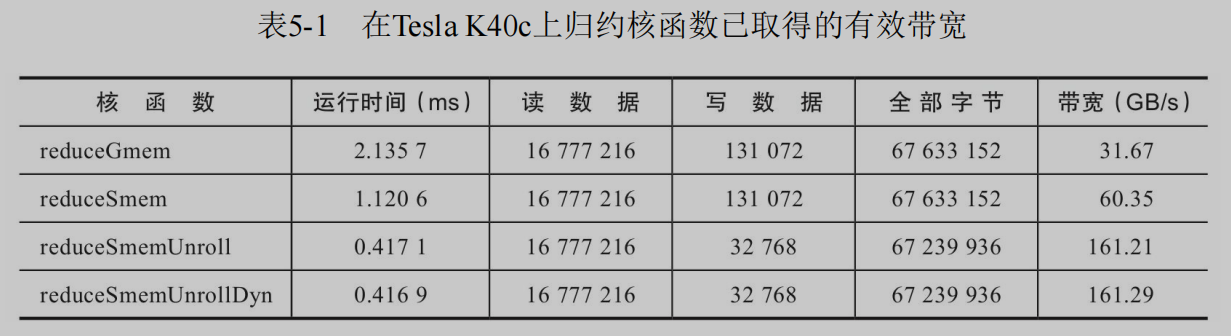 表5-1 在Tesla K40c上归约核函数已取得的有效带宽
核 函 数 运行时间(ms) 读 数 据 写 数 据 全 部 字 节 带宽(GB/s)
reduceGmem 2.135 7 16 777 216 131 072 67 633 152 31.67
reduceSmem 1.120 6 16 777 216 131 072 67 633 152 60.35
reduceSmemUnroll 0.417 1 16 777 216 32 768 67 239 936 161.21
reduceSmemUnrollDyn 0.416 9 16 777 216 32 768 67 239 936 161.29